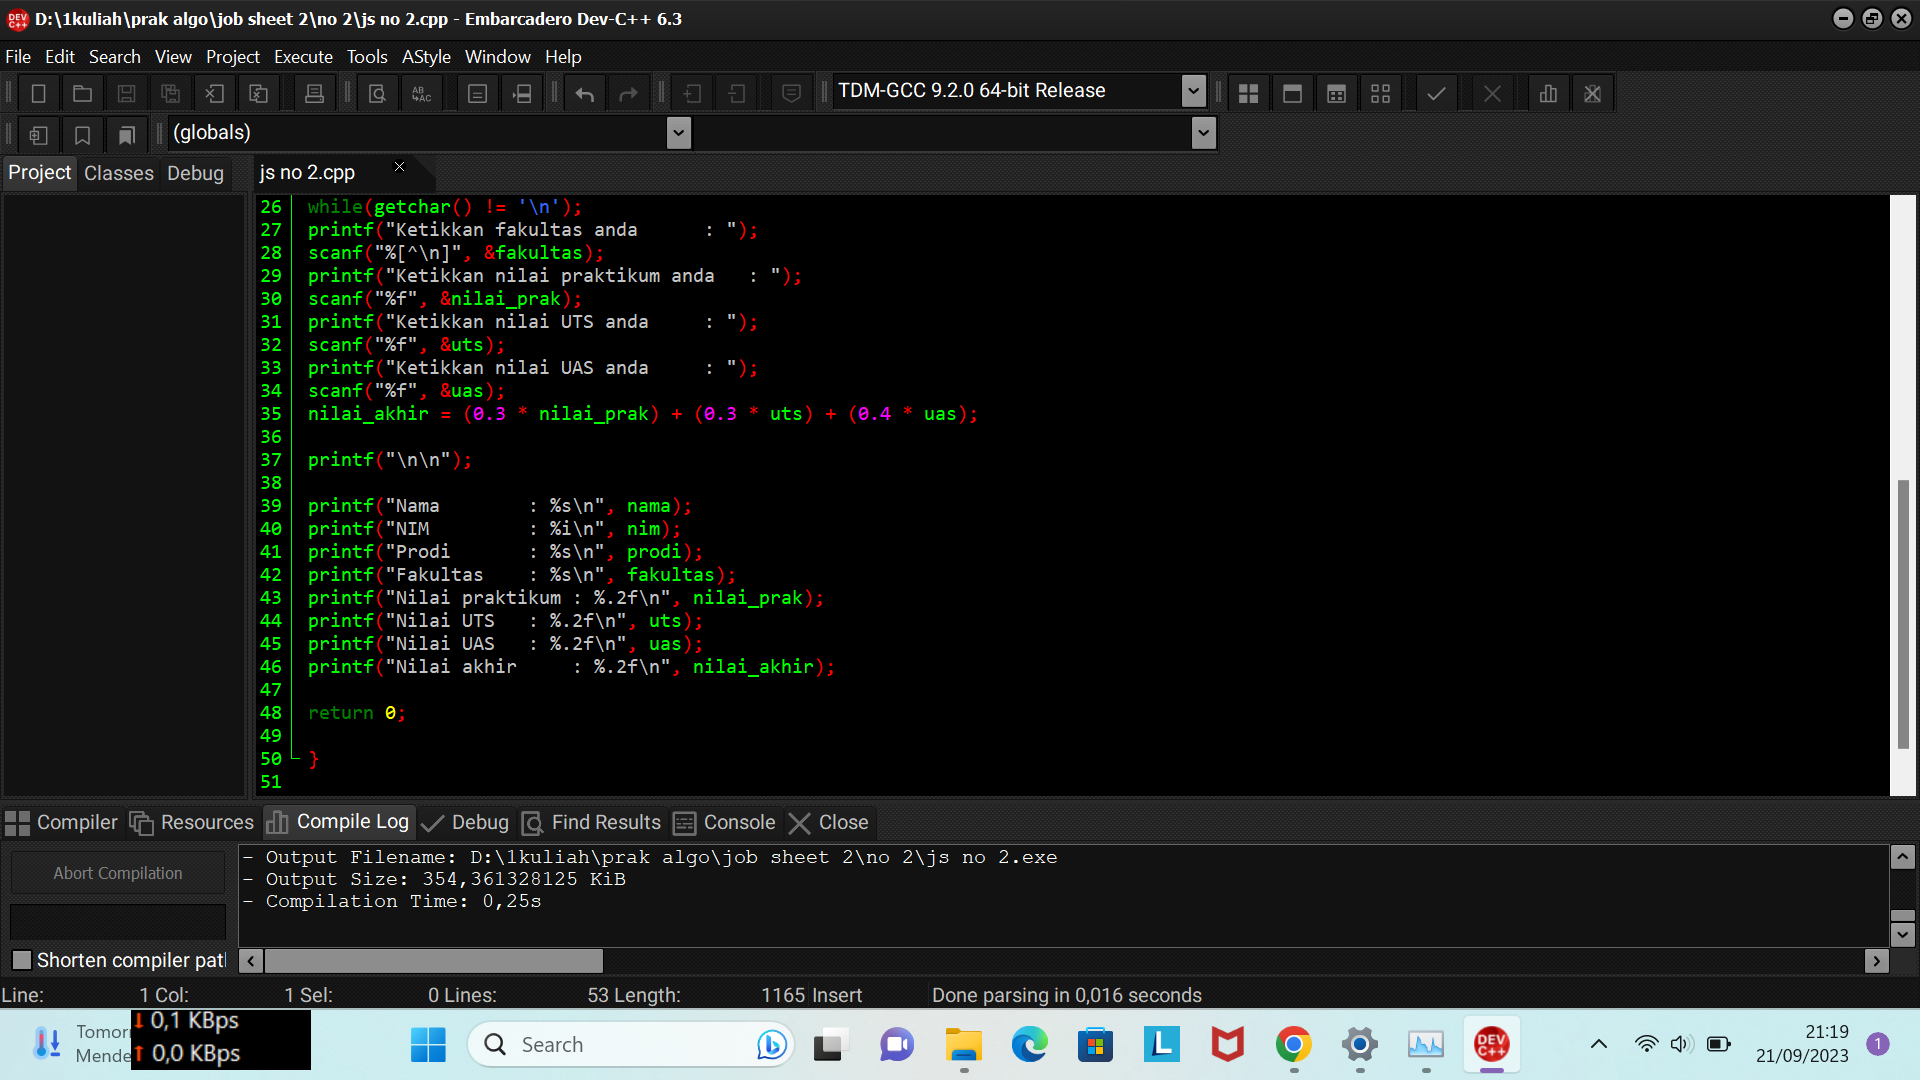 DEV C++ D:\1kuliah\prak algo\job sheet 2\no 2\js no 2.cpp - Embarcadero Dev-C++ 6.3
File Edit Search View Project Execute Tools AStyle Window Help
TDM-GCC 9.2.0 64-bit Release
(globals)
Project Classes Debug js no 2.cpp
26 while(getchar() != '\n');
27 printf("Ketikkan fakultas anda      : ");
28 scanf("%[^\n]", &fakultas);
29 printf("Ketikkan nilai praktikum anda   : ");
30 scanf("%f", &nilai_prak);
31 printf("Ketikkan nilai UTS anda     : ");
32 scanf("%f", &uts);
33 printf("Ketikkan nilai UAS anda     : ");
34 scanf("%f", &uas);
35 nilai_akhir = (0.3 * nilai_prak) + (0.3 * uts) + (0.4 * uas);
36
37 printf("\n\n");
38
39 printf("Nama        : %s\n", nama);
40 printf("NIM         : %i\n", nim);
41 printf("Prodi       : %s\n", prodi);
42 printf("Fakultas    : %s\n", fakultas);
43 printf("Nilai praktikum : %.2f\n", nilai_prak);
44 printf("Nilai UTS   : %.2f\n", uts);
45 printf("Nilai UAS   : %.2f\n", uas);
46 printf("Nilai akhir     : %.2f\n", nilai_akhir);
47
48 return 0;
49
50 }
51
Compiler Resources Compile Log Debug Find Results Console Close
Abort Compilation
Shorten compiler pat
- Output Filename: D:\1kuliah\prak algo\job sheet 2\no 2\js no 2.exe
- Output Size: 354,361328125 KiB
- Compilation Time: 0,25s
Line: 1 Col: 1 Sel: 0 Lines: 53 Length: 1165 Insert Done parsing in 0,016 seconds
Tomor
Mende
0,1 KBps
0,0 KBps
Search
L
DEV C++
21:19
21/09/2023
1